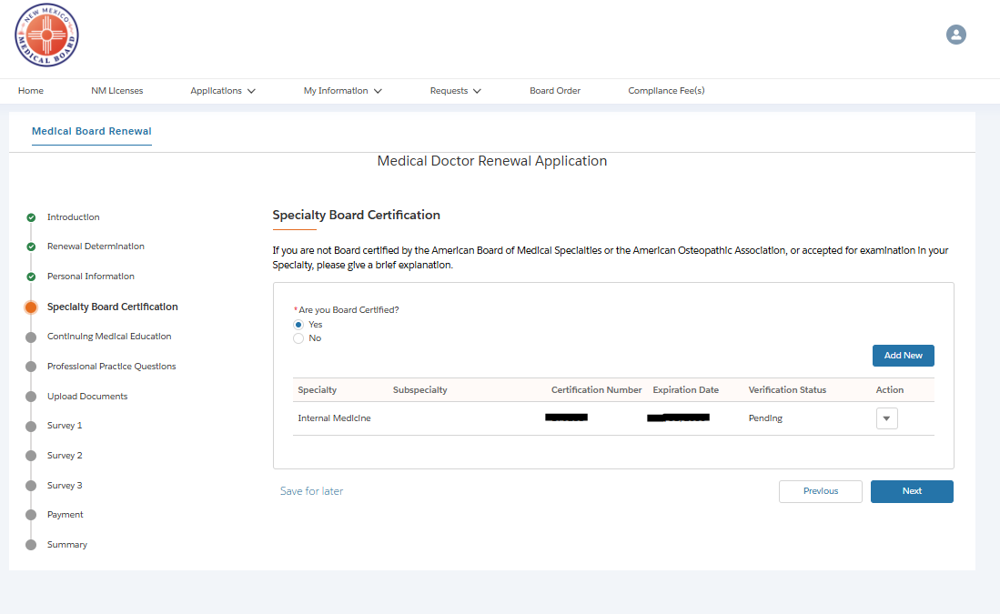 NEW MEXICO
MEDICAL BOARD
Home NM Licenses Applications My Information Requests Board Order Compliance Fee(s)
Medical Board Renewal
Medical Doctor Renewal Application
Introduction
Renewal Determination
Personal Information
Specialty Board Certification
Continuing Medical Education
Professional Practice Questions
Upload Documents
Survey 1
Survey 2
Survey 3
Payment
Summary
Specialty Board Certification
If you are not Board certified by the American Board of Medical Specialties or the American Osteopathic Association, or accepted for examination in your
Specialty, please give a brief explanation.
*Are you Board Certified?
Yes
No
Add New
Specialty Subspecialty Certification Number Expiration Date Verification Status Action
Internal Medicine Pending
Save for later Previous Next